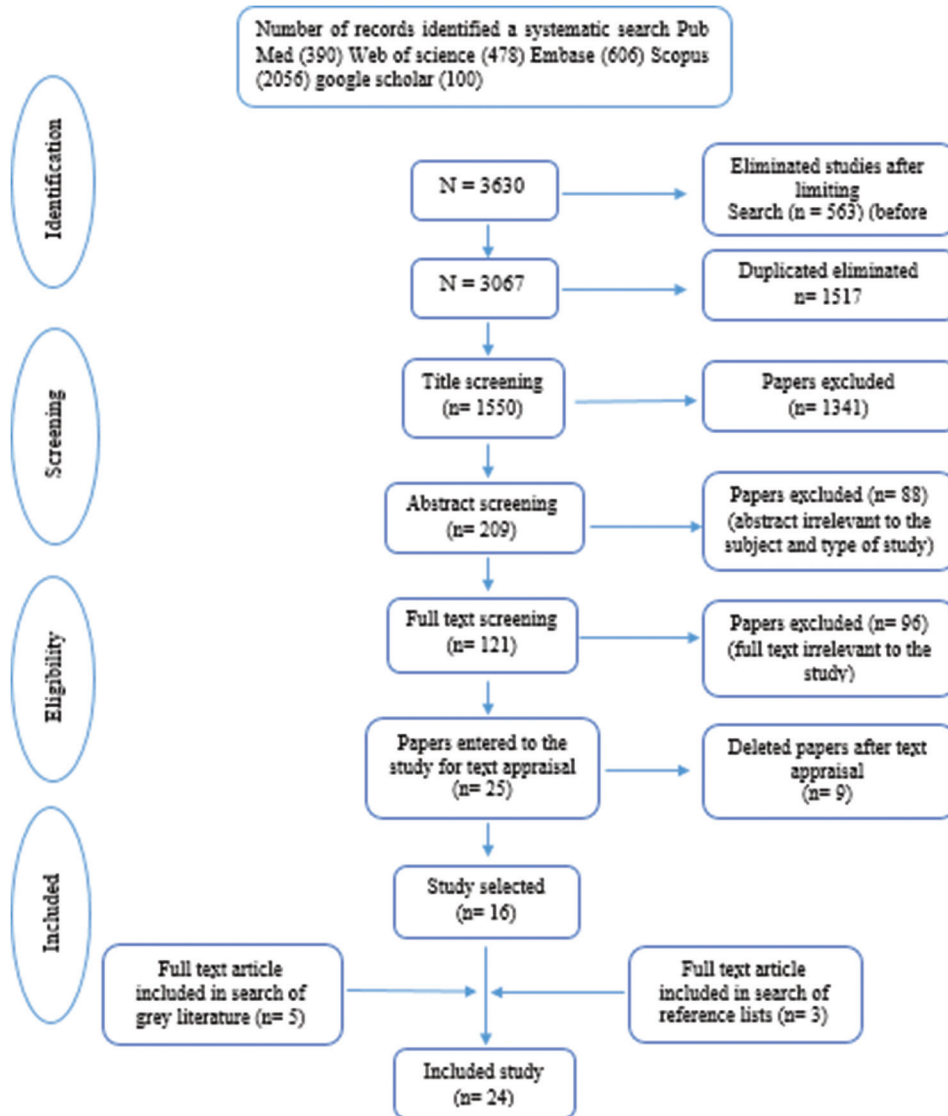 Number of records identified a systematic search Pub
Med (390) Web of science (478) Embase (606) Scopus
(2056) google scholar (100)
Identification
N = 3630
Eliminated studies after
limiting
Search (n = 563) (before
N = 3067
Duplicated eliminated
n= 1517
Screening
Title screening
(n= 1550)
Papers excluded
(n= 1341)
Abstract screening
(n= 209)
Papers excluded (n= 88)
(abstract irrelevant to the
subject and type of study)
Eligibility
Full text screening
(n= 121)
Papers excluded (n= 96)
(full text irrelevant to the
study)
Papers entered to the
study for text appraisal
(n= 25)
Deleted papers after text
appraisal
(n= 9)
Included
Study selected
(n= 16)
Full text article
included in search of
grey literature (n= 5)
Full text article
included in search of
reference lists (n= 3)
Included study
(n= 24)